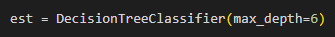 est = DecisionTreeClassifier(max_depth=6)